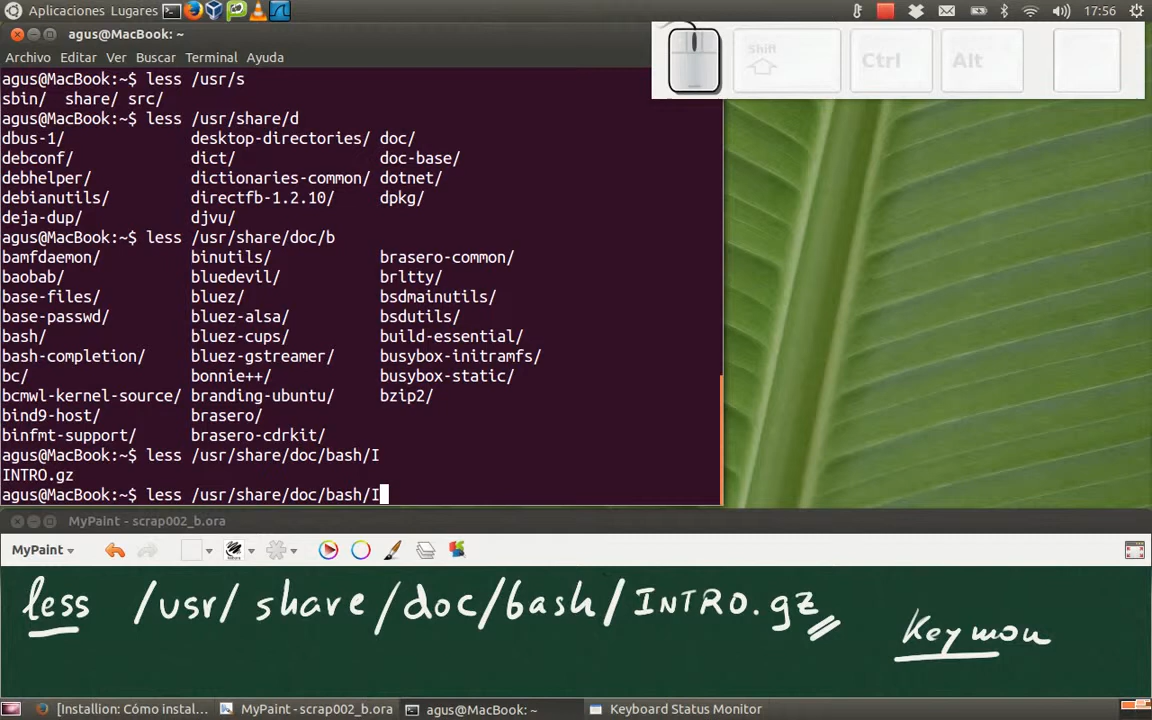 Aplicaciones Lugares 17:56
agus@MacBook: ~
Archivo Editar Ver Buscar Terminal Ayuda
Shift Ctrl Alt
agus@MacBook:~$ less /usr/s
sbin/ share/ src/
agus@MacBook:~$ less /usr/share/d
dbus-1/ desktop-directories/ doc/
debconf/ dict/ doc-base/
debhelper/ dictionaries-common/ dotnet/
debianutils/ directfb-1.2.10/ dpkg/
deja-dup/ djvu/
agus@MacBook:~$ less /usr/share/doc/b
bamfdaemon/ binutils/ brasero-common/
baobab/ bluedevil/ brltty/
base-files/ bluez/ bsdmainutils/
base-passwd/ bluez-alsa/ bsdutils/
bash/ bluez-cups/ build-essential/
bash-completion/ bluez-gstreamer/ busybox-initramfs/
bc/ bonnie++/ busybox-static/
bcmwl-kernel-source/ branding-ubuntu/ bzip2/
bind9-host/ brasero/
binfmt-support/ brasero-cdrkit/
agus@MacBook:~$ less /usr/share/doc/bash/I
INTRO.gz
agus@MacBook:~$ less /usr/share/doc/bash/I
MyPaint - scrap002_b.ora
MyPaint
less /usr/share/doc/bash/INTRO.gz
Keymon
[Installion: Cómo instal... MyPaint - scrap002_b.ora agus@MacBook: ~ Keyboard Status Monitor